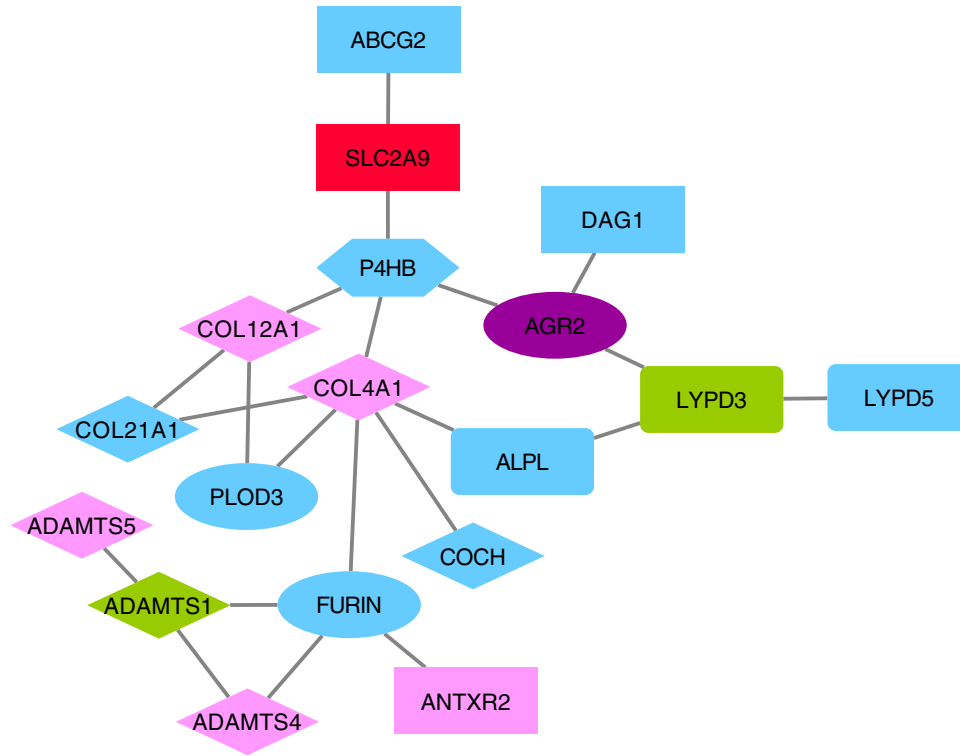 ABCG2
SLC2A9
DAG1
P4HB
AGR2
COL12A1
COL4A1
LYPD3
LYPD5
COL21A1
ALPL
PLOD3
ADAMTS5
COCH
ADAMTS1
FURIN
ANTXR2
ADAMTS4